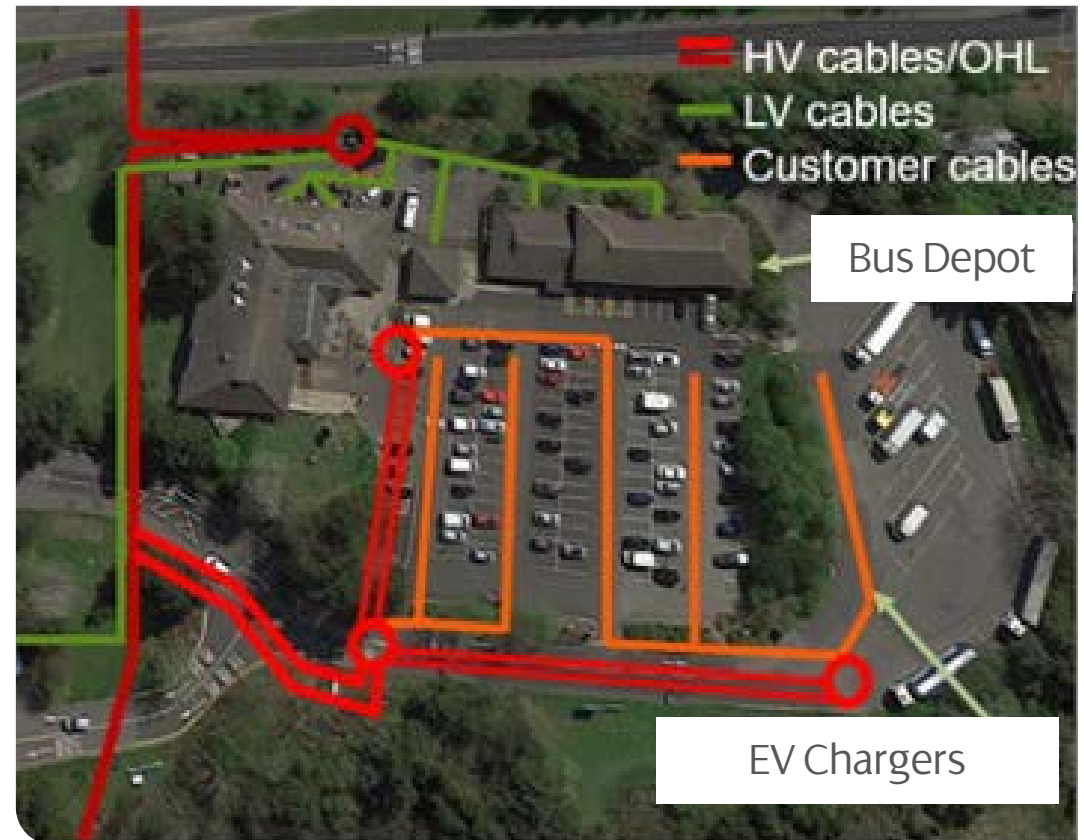 HV cables/OHL
LV cables
Customer cables
Bus Depot
EV Chargers